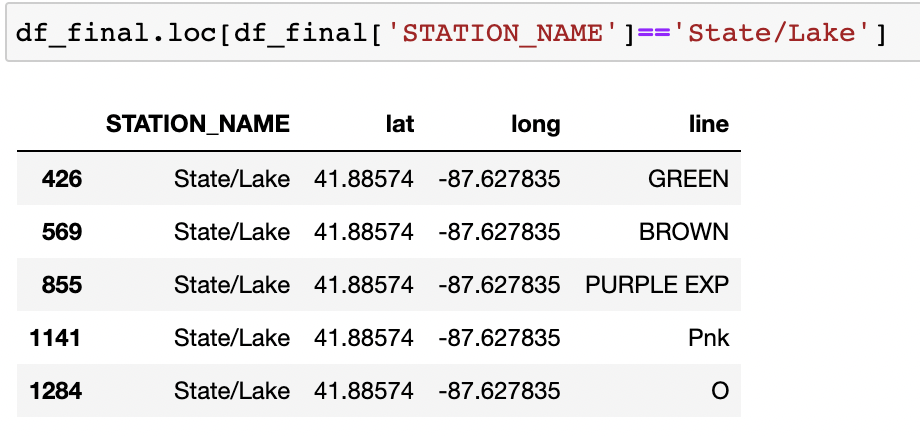 df_final.loc[df_final['STATION_NAME']=='State/Lake']
STATION_NAME lat long line
426 State/Lake 41.88574 -87.627835 GREEN
569 State/Lake 41.88574 -87.627835 BROWN
855 State/Lake 41.88574 -87.627835 PURPLE EXP
1141 State/Lake 41.88574 -87.627835 Pnk
1284 State/Lake 41.88574 -87.627835 O